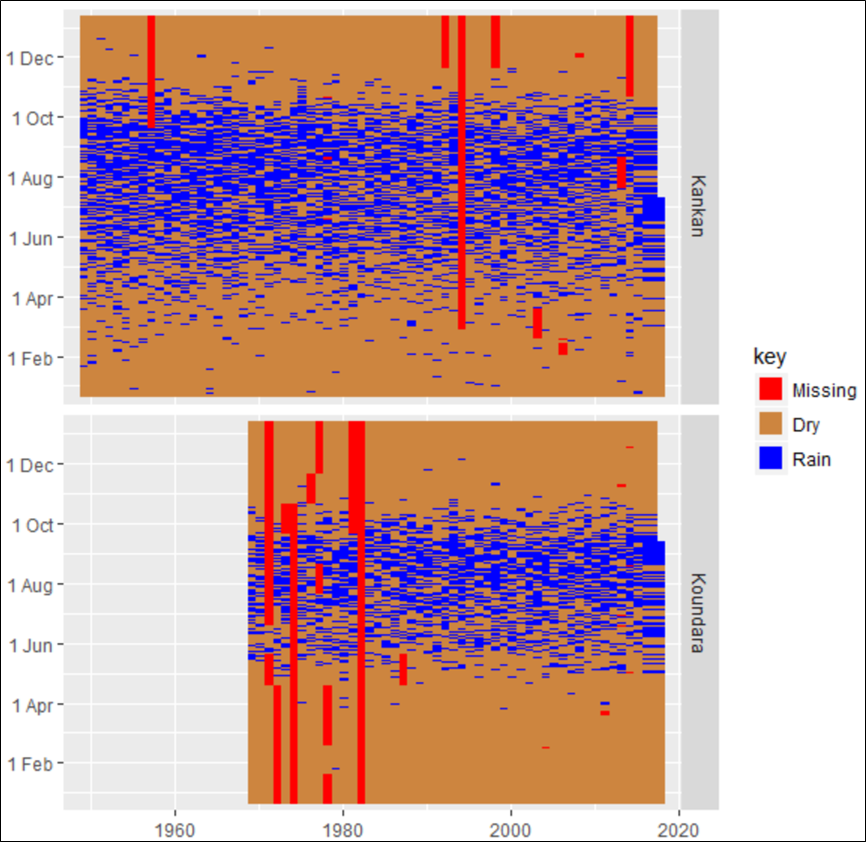 1 Dec
1 Oct
1 Aug
1 Jun
1 Apr
1 Feb
Kankan
1 Dec
1 Oct
1 Aug
1 Jun
1 Apr
1 Feb
Koundara
1960
1980
2000
2020
key
Missing
Dry
Rain